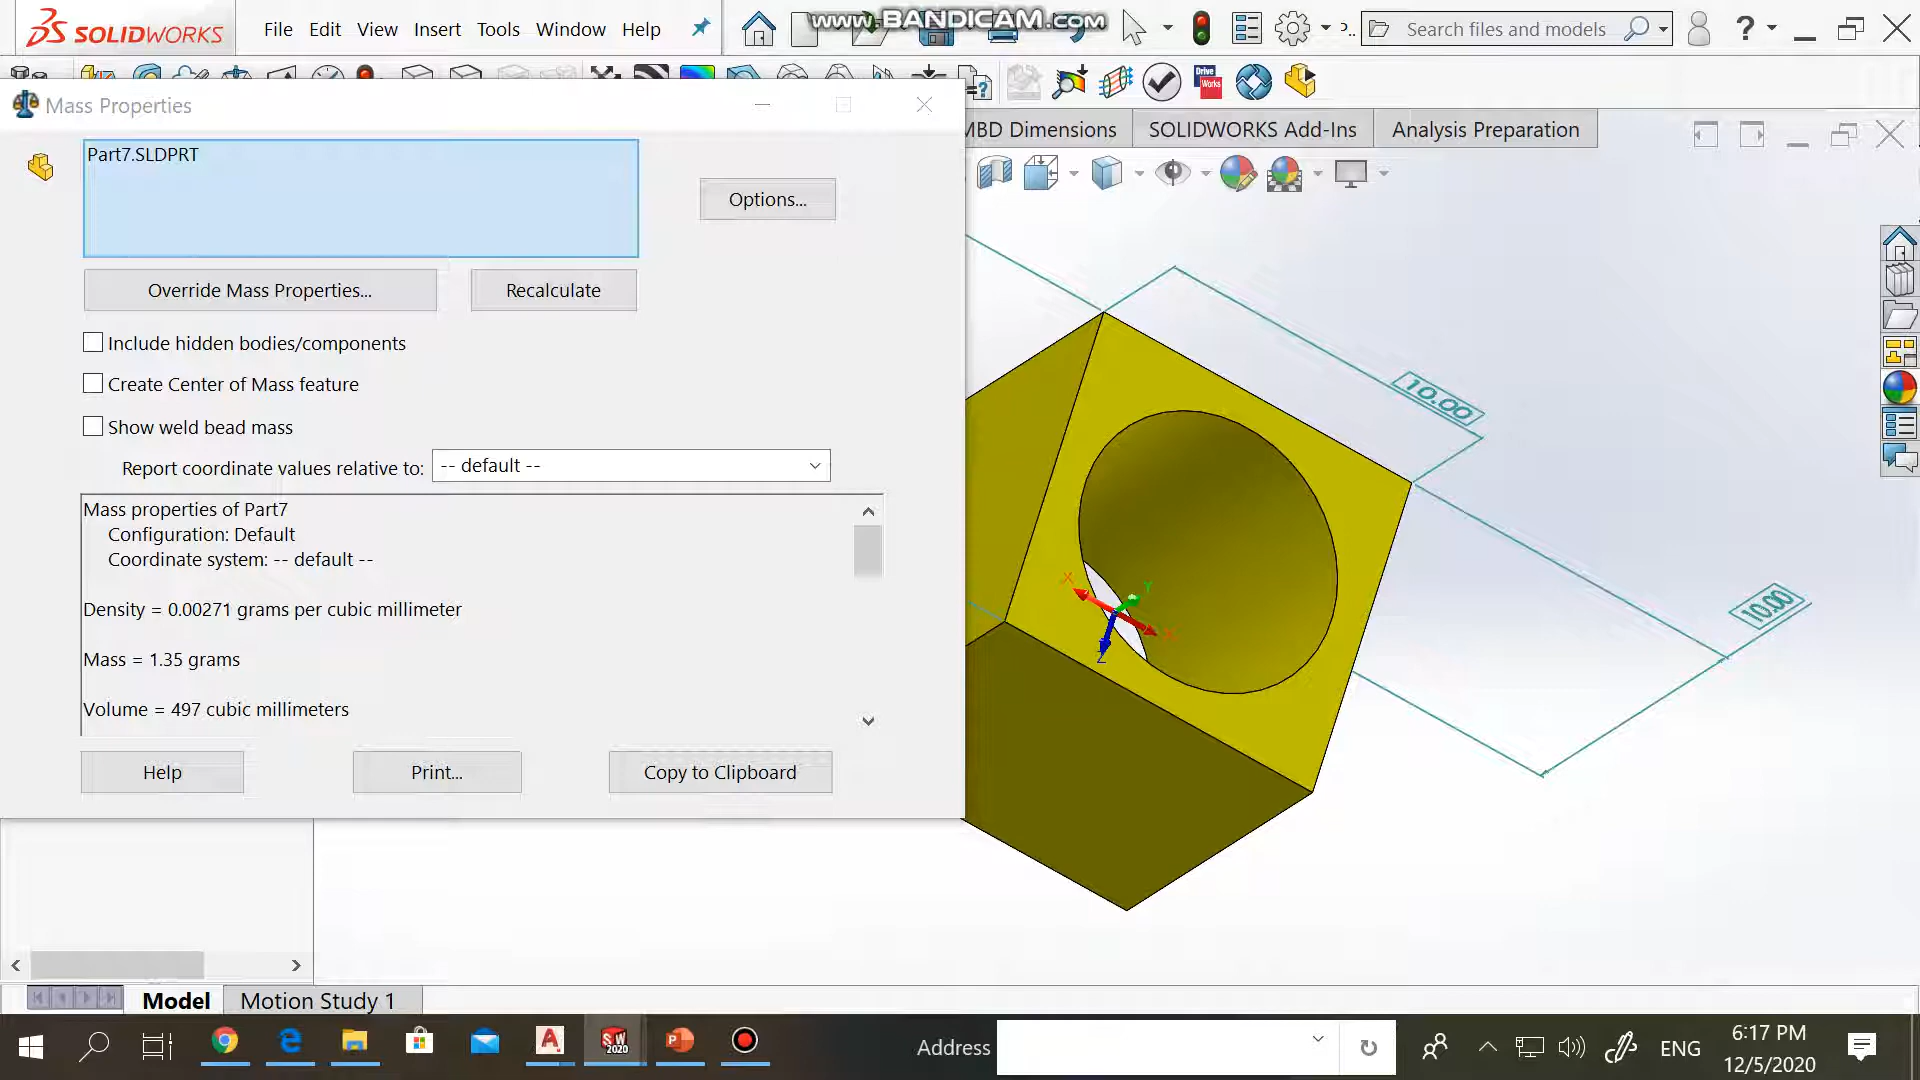 SOLIDWORKS
File Edit View Insert Tools Window Help
www.BANDICAM.com
P...
Search files and models
?
Mass Properties
MBD Dimensions
SOLIDWORKS Add-Ins
Analysis Preparation
Drive Works
Part7.SLDPRT
Options...
Override Mass Properties...
Recalculate
Include hidden bodies/components
Create Center of Mass feature
Show weld bead mass
Report coordinate values relative to:
-- default --
Mass properties of Part7
Configuration: Default
Coordinate system: -- default --
Density = 0.00271 grams per cubic millimeter
Mass = 1.35 grams
Volume = 497 cubic millimeters
Help
Print...
Copy to Clipboard
10.00
10.00
X
Y
X
Z
Model
Motion Study 1
SW 2020
Address
ENG
6:17 PM
12/5/2020